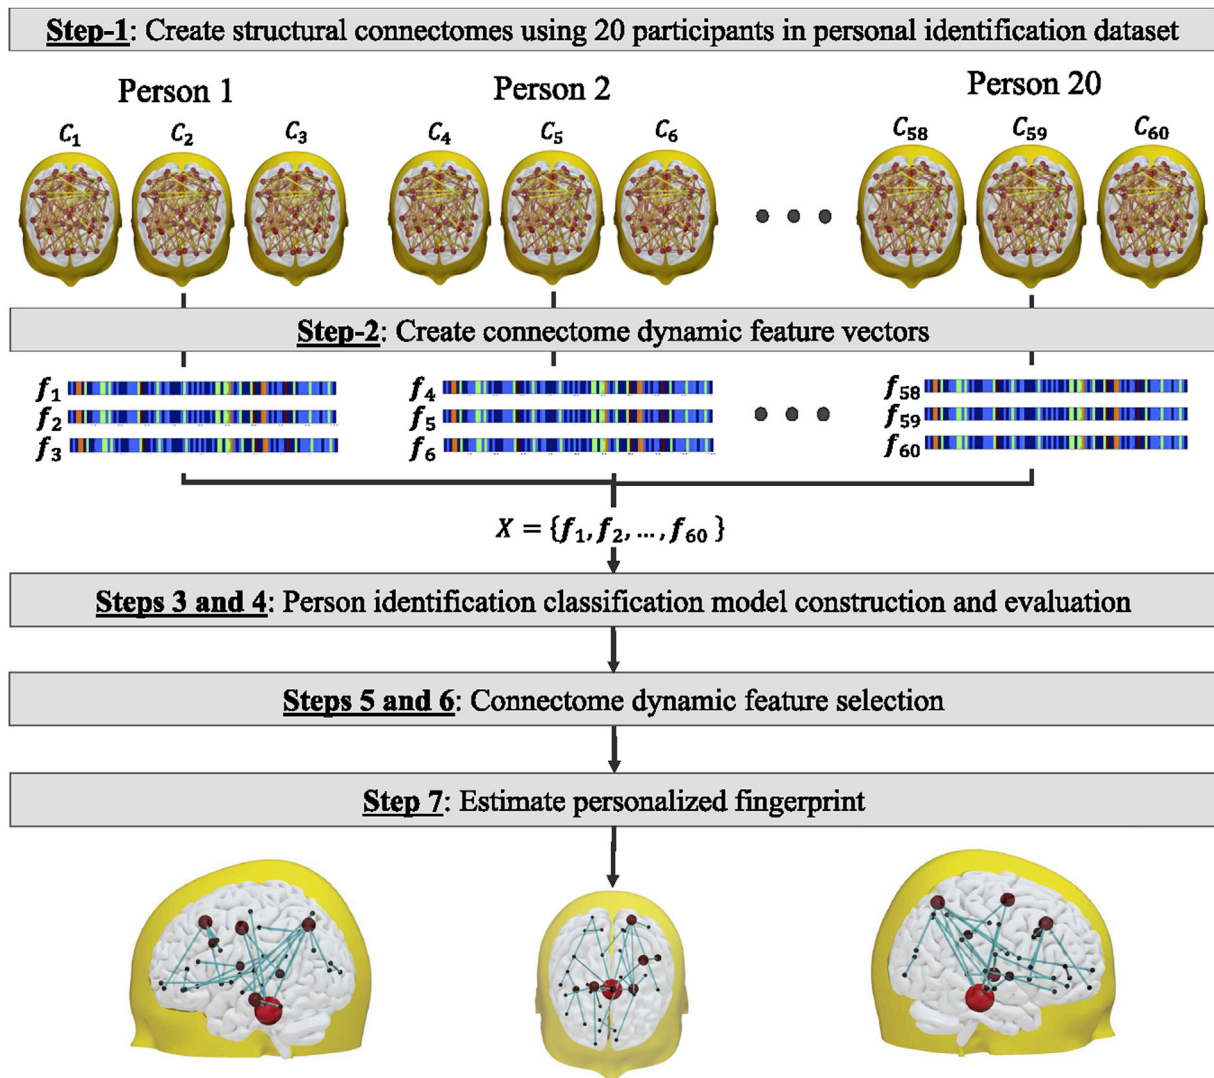 Step-1: Create structural connectomes using 20 participants in personal identification dataset
Person 1 Person 2 Person 20
C₁ C₂ C₃ C₄ C₅ C₆ C₅₈ C₅₉ C₆₀
Step-2: Create connectome dynamic feature vectors
f₁ f₄ f₅₈
f₂ f₅ f₅₉
f₃ f₆ f₆₀
X = {f₁, f₂, ..., f₆₀ }
Steps 3 and 4: Person identification classification model construction and evaluation
Steps 5 and 6: Connectome dynamic feature selection
Step 7: Estimate personalized fingerprint